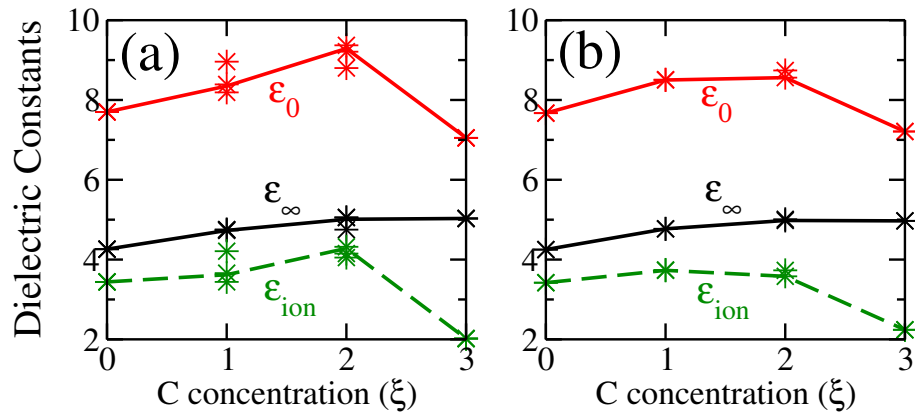 (a)
(b)
Dielectric Constants
10
8
6
4
2
0
1
2
3
ε0
ε∞
εion
C concentration (ξ)
10
8
6
4
2
0
1
2
3
ε0
ε∞
εion
C concentration (ξ)